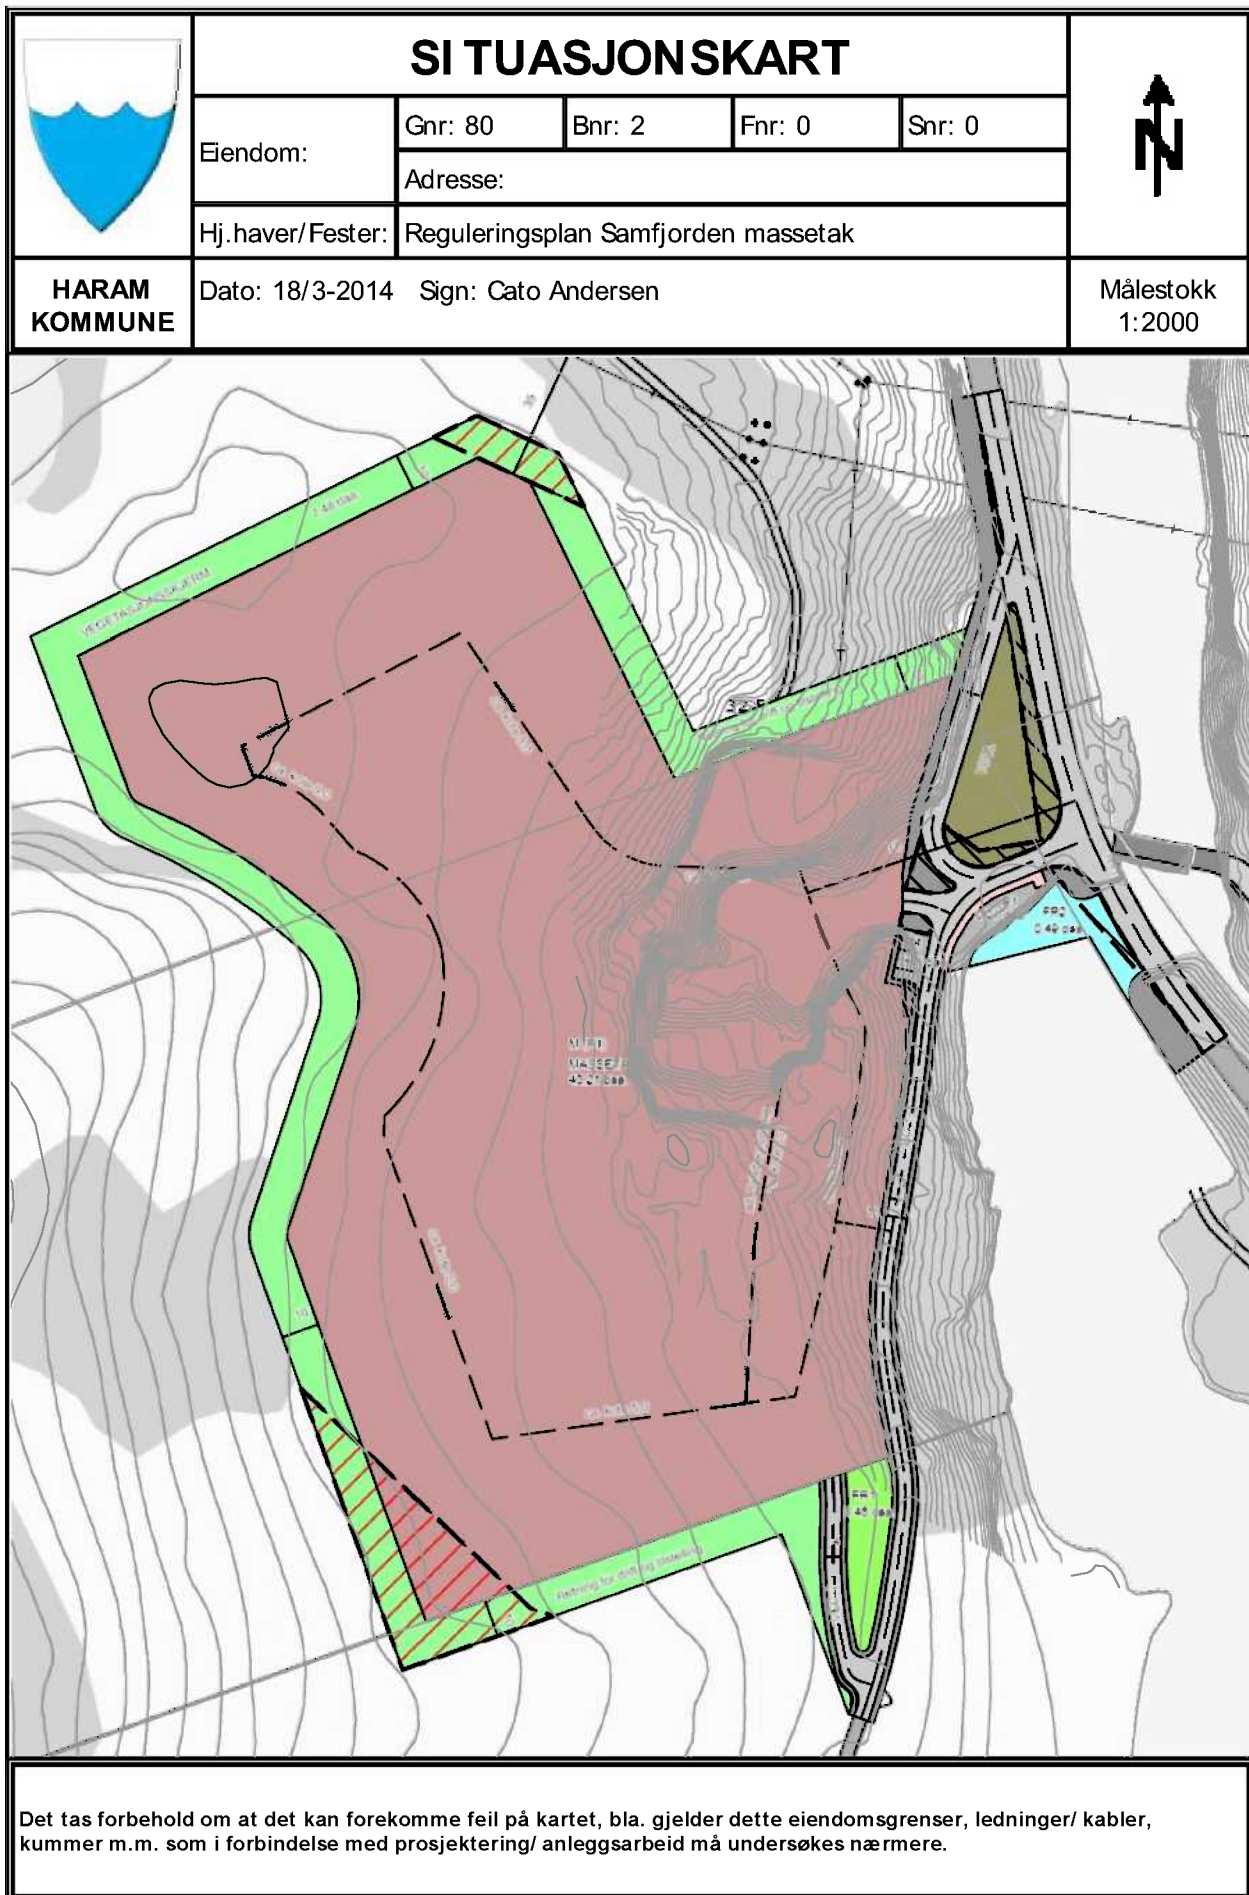 SITUASJONSKART
Eiendom:
Gnr: 80
Bnr: 2
Fnr: 0
Snr: 0
Adresse:
Hj.haver/Fester:
Reguleringsplan Samfjorden massetak
N
HARAM
KOMMUNE
Dato: 18/3-2014 Sign: Cato Andersen
Målestokk
1:2000
VEGETASJONSSKJERM
10
Det tas forbehold om at det kan forekomme feil på kartet, bla. gjelder dette eiendomsgrenser, ledninger/ kabler,
kummer m.m. som i forbindelse med prosjektering/ anleggsarbeid må undersøkes nærmere.